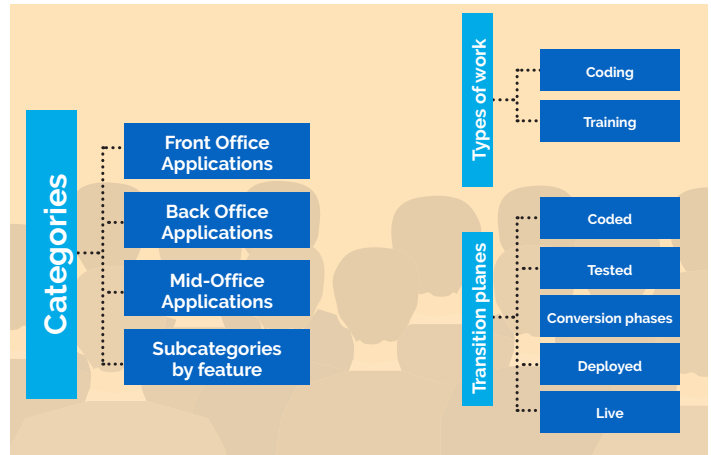 Categories
Front Office
Applications
Back Office
Applications
Mid-Office
Applications
Subcategories
by feature
Types of work
Coding
Training
Transition planes
Coded
Tested
Conversion phases
Deployed
Live